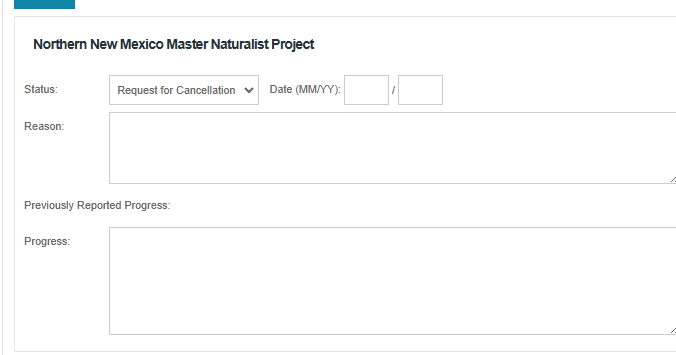 Northern New Mexico Master Naturalist Project
Status: Request for Cancellation Date (MM/YY): /
Reason:
Previously Reported Progress:
Progress: